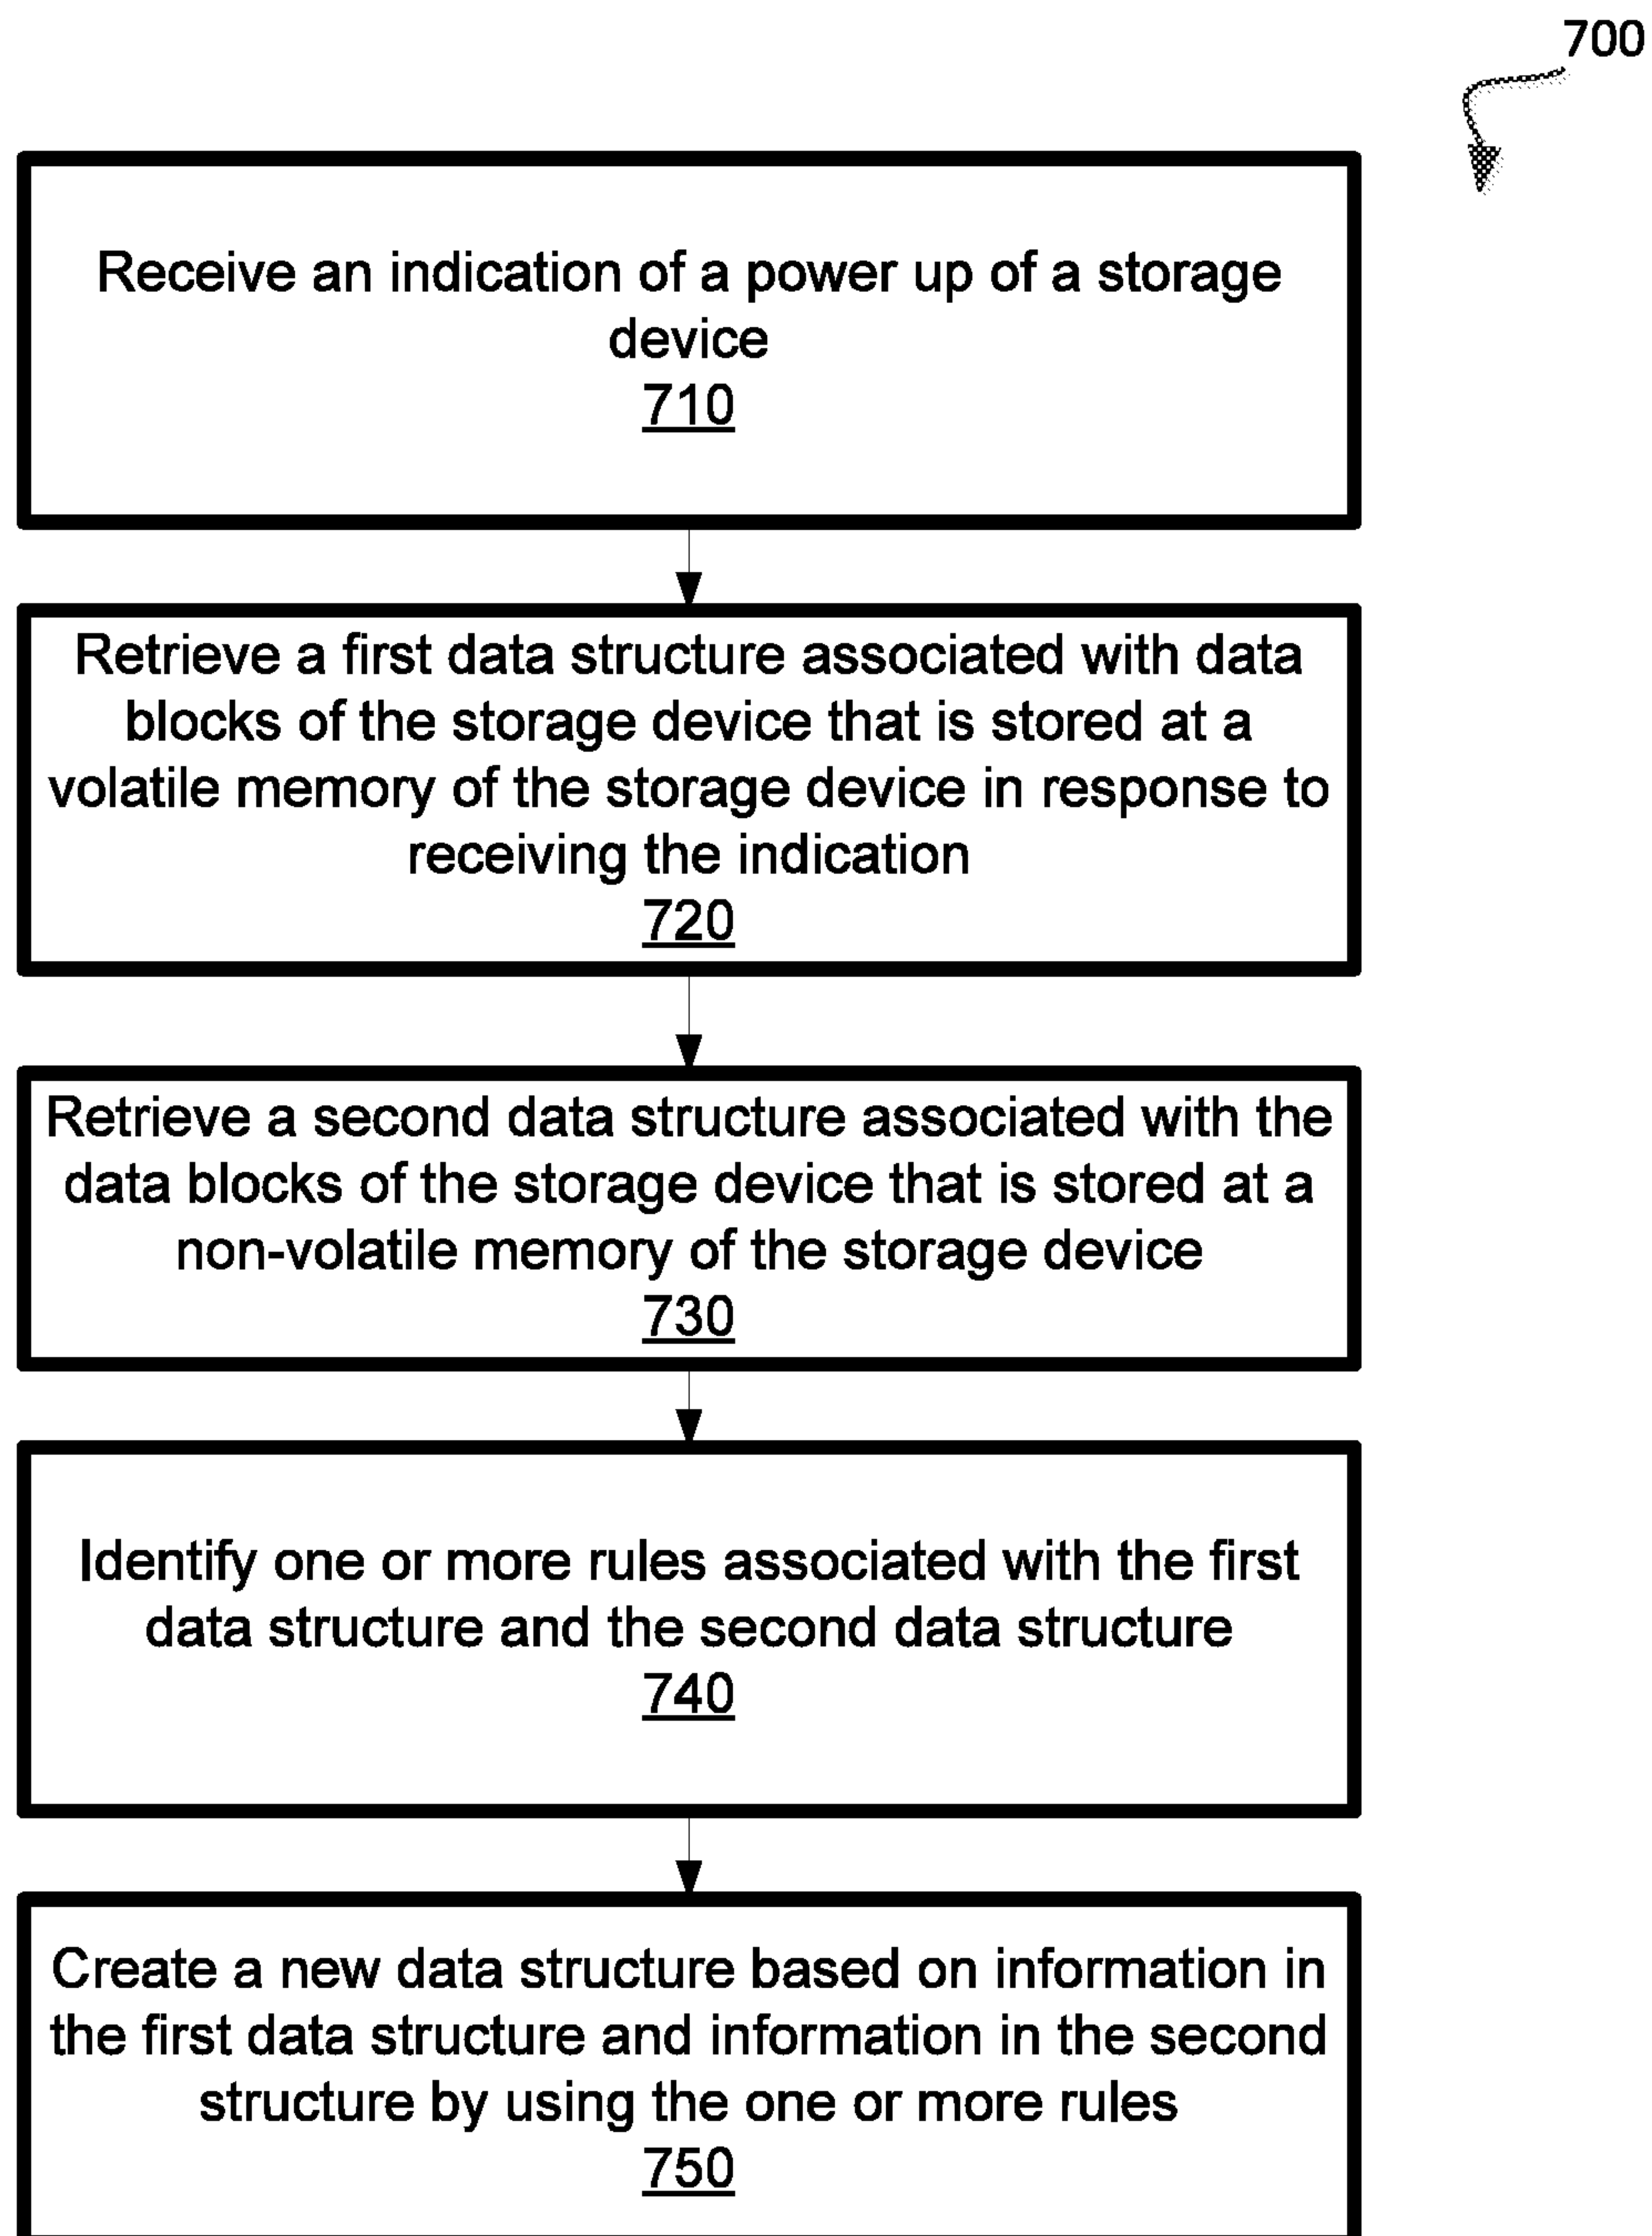 700
Receive an indication of a power up of a storage
device
710
Retrieve a first data structure associated with data
blocks of the storage device that is stored at a
volatile memory of the storage device in response to
receiving the indication
720
Retrieve a second data structure associated with the
data blocks of the storage device that is stored at a
non-volatile memory of the storage device
730
Identify one or more rules associated with the first
data structure and the second data structure
740
Create a new data structure based on information in
the first data structure and information in the second
structure by using the one or more rules
750